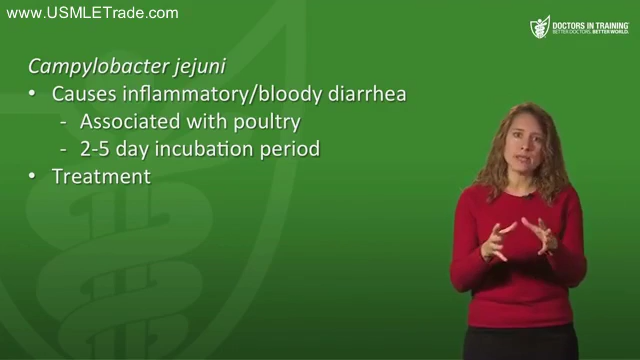 www.USMLETrade.com
DOCTORS IN TRAINING
BETTER DOCTORS. BETTER WORLD.
Campylobacter jejuni
• Causes inflammatory/bloody diarrhea
- Associated with poultry
- 2-5 day incubation period
• Treatment